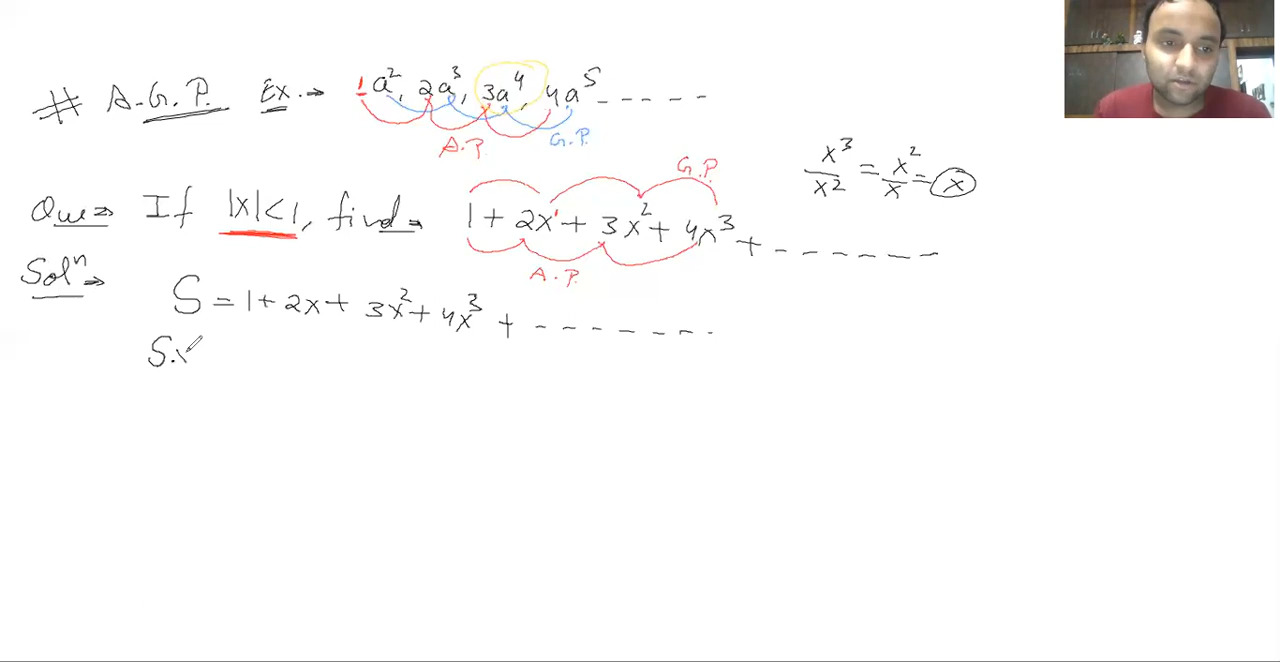 # A.G.P. Ex.→ 1a², 2a³, 3a⁴, 4a⁵ -----
A.P. G.P.
x³/x² = x²/x = x
G.P.
Que⇒ If |x|<1, find→ 1 + 2x¹ + 3x² + 4x³ + ------
A.P.
Solⁿ⇒
S = 1 + 2x + 3x² + 4x³ + -------
S.x